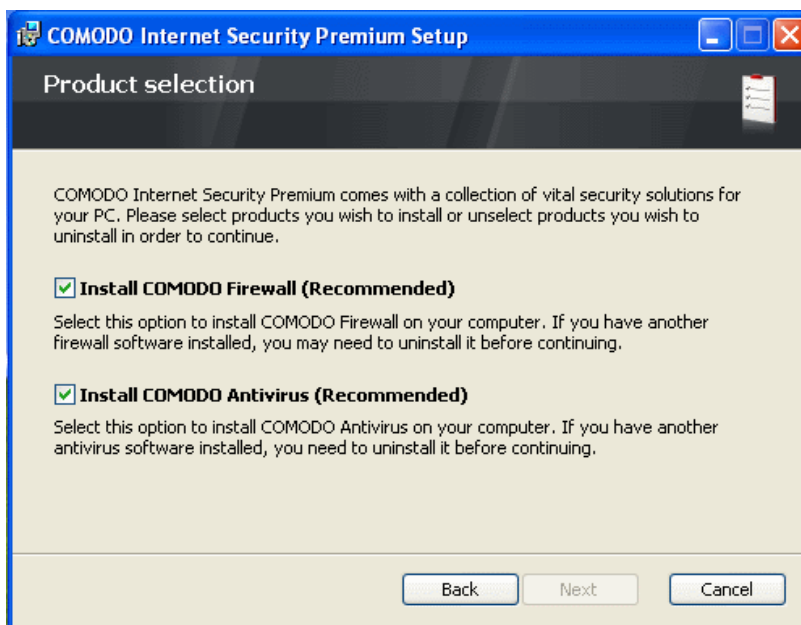 COMODO Internet Security Premium Setup
Product selection
COMODO Internet Security Premium comes with a collection of vital security solutions for
your PC. Please select products you wish to install or unselect products you wish to
uninstall in order to continue.
Install COMODO Firewall (Recommended)
Select this option to install COMODO Firewall on your computer. If you have another
firewall software installed, you may need to uninstall it before continuing.
Install COMODO Antivirus (Recommended)
Select this option to install COMODO Antivirus on your computer. If you have another
antivirus software installed, you need to uninstall it before continuing.
Back Next Cancel